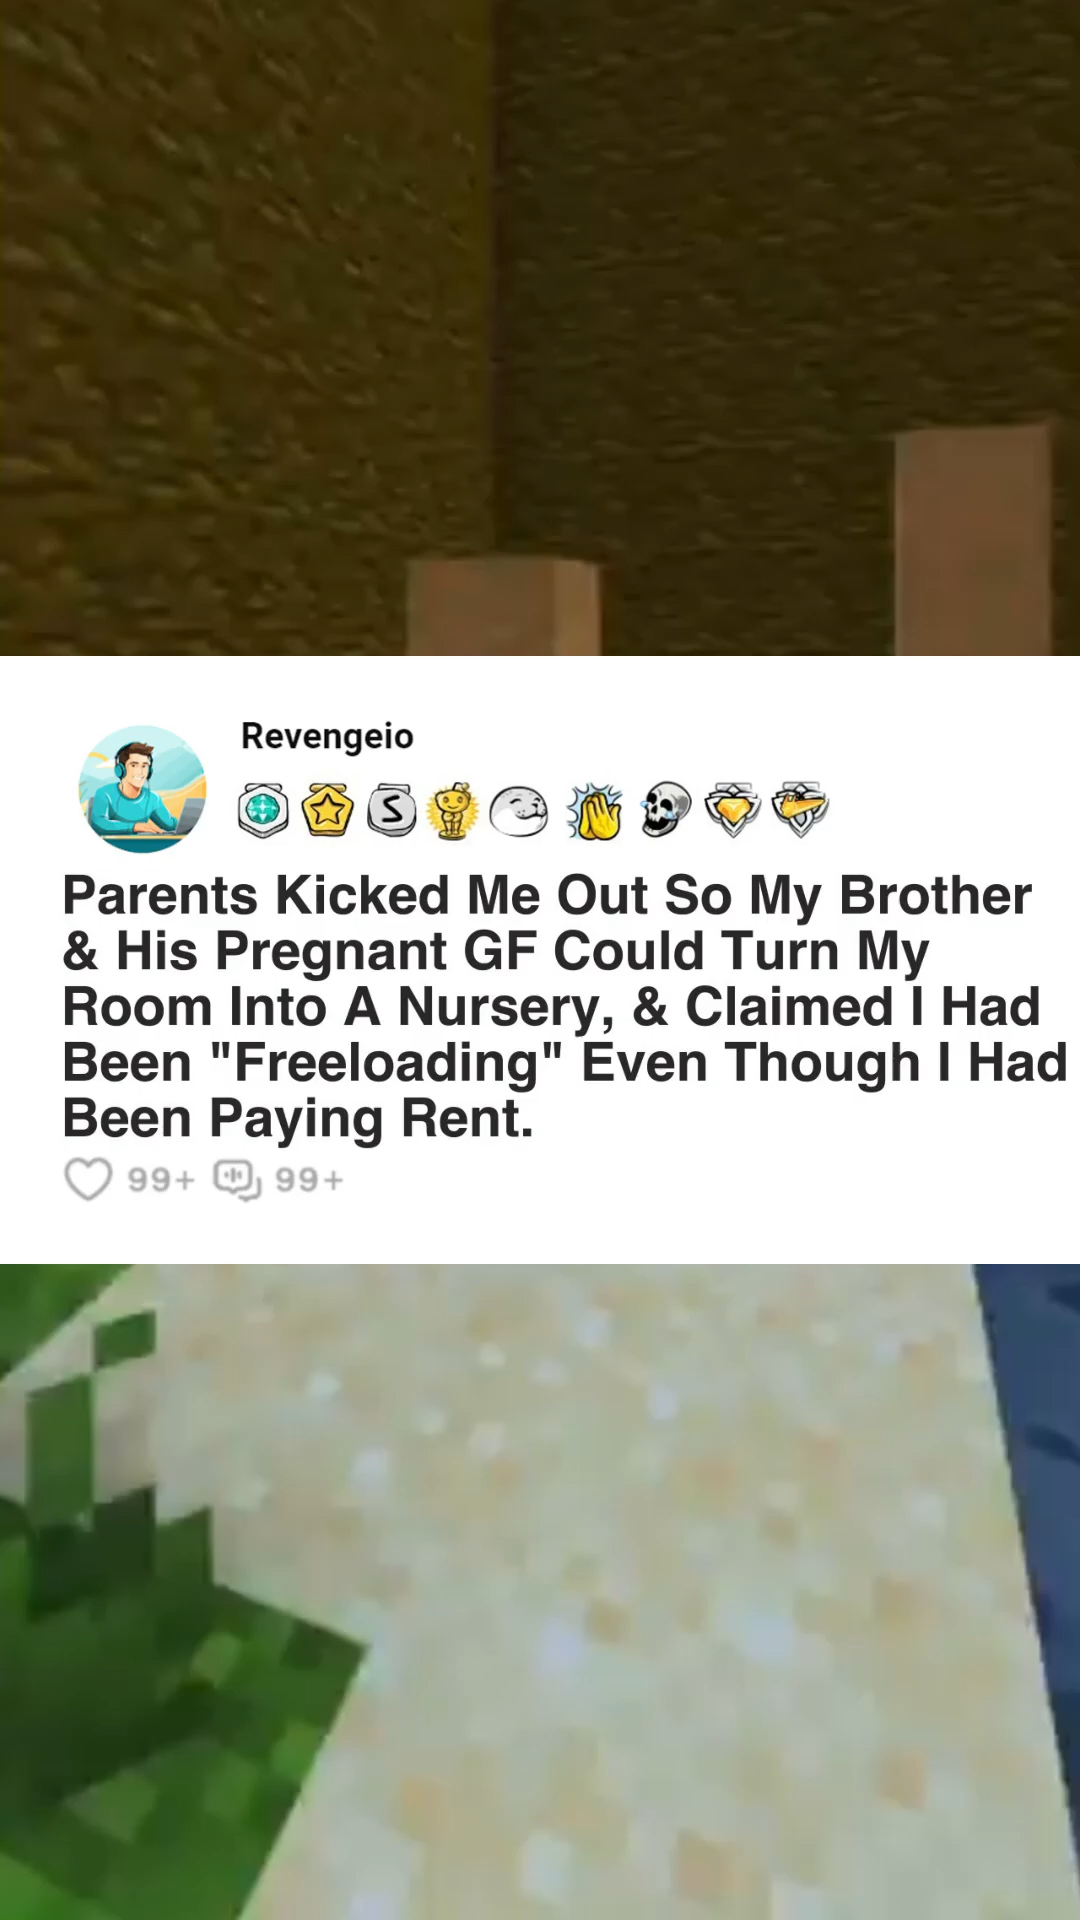 Revengeio
Parents Kicked Me Out So My Brother
& His Pregnant GF Could Turn My
Room Into A Nursery, & Claimed I Had
Been "Freeloading" Even Though I Had
Been Paying Rent.
99+ 99+